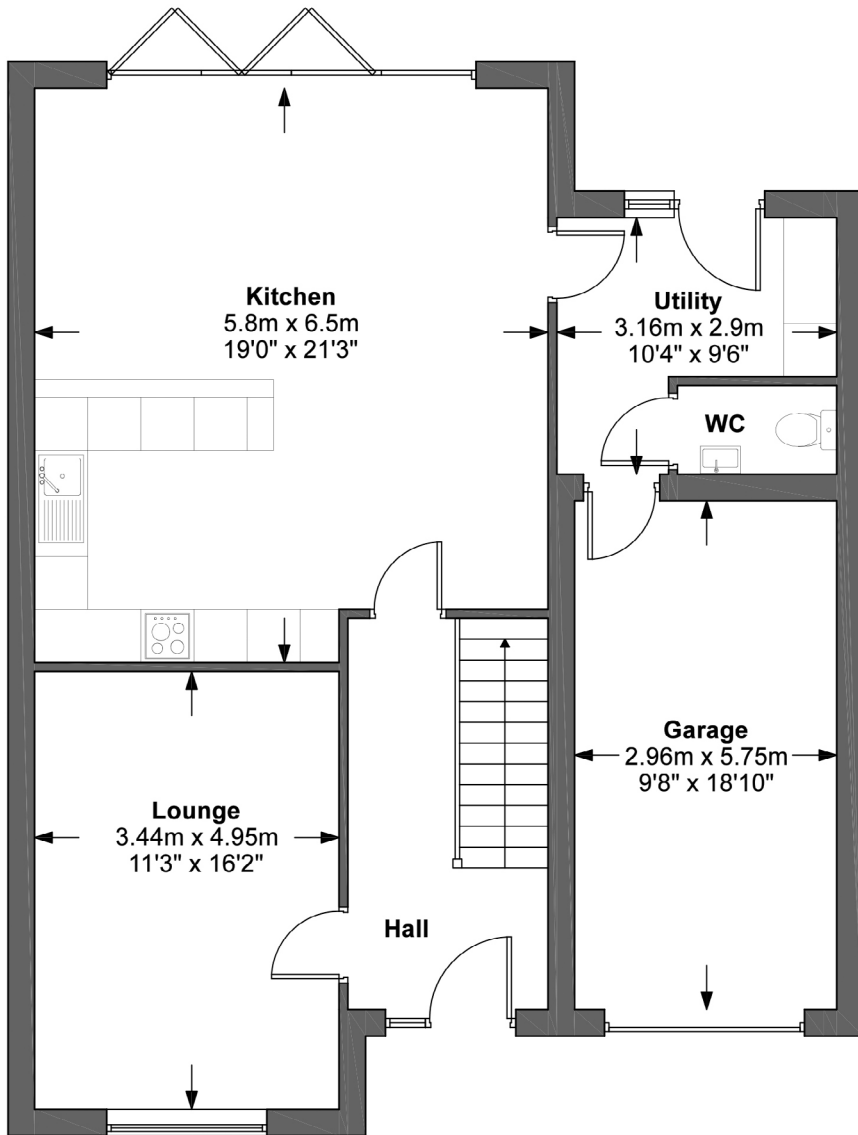 Kitchen
5.8m x 6.5m
19'0" x 21'3"
Utility
3.16m x 2.9m
10'4" x 9'6"
WC
Garage
2.96m x 5.75m
9'8" x 18'10"
Lounge
3.44m x 4.95m
11'3" x 16'2"
Hall